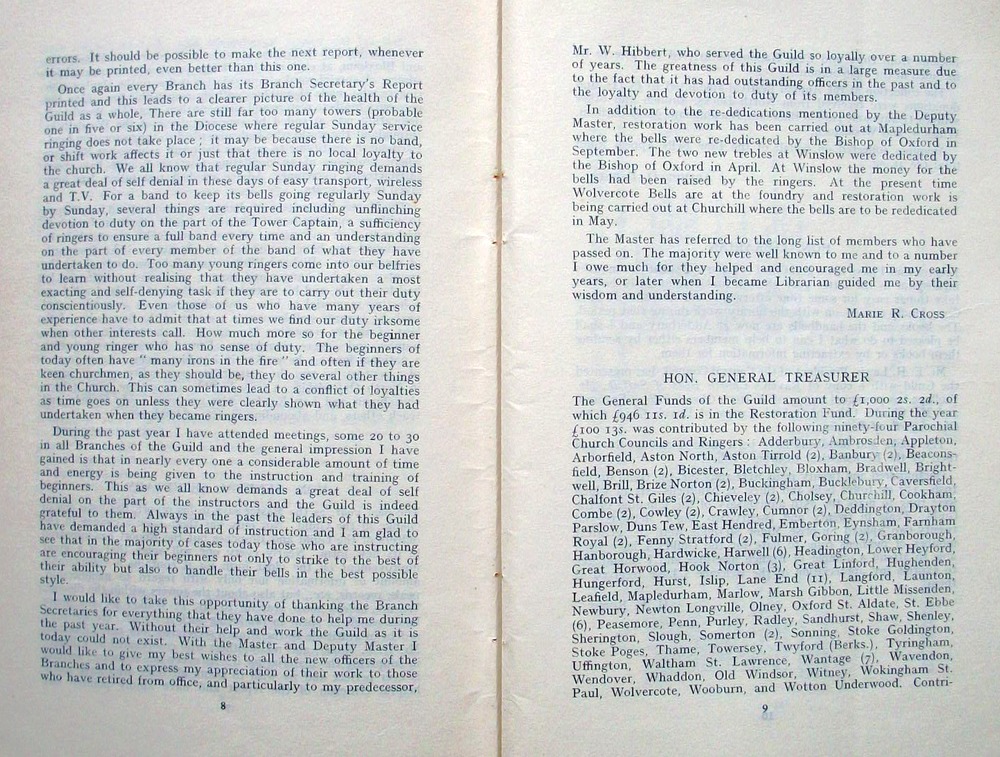 errors. It should be possible to make the next report, whenever
it may be printed, even better than this one.
Once again every Branch has its Branch Secretary's Report
printed and this leads to a clearer picture of the health of the
Guild as a whole, There are still far too many towers (probable
one in five or six) in the Diocese where regular Sunday service
ringing does not take place ; it may be because there is no band,
or shift work affects it or just that there is no local loyalty to
the church. We all know that regular Sunday ringing demands
a great deal of self denial in these days of easy transport, wireless
and T.V. For a band to keep its bells going regularly Sunday
by Sunday, several things are required including unflinching
devotion to duty on the part of the Tower Captain, a sufficiency
of ringers to ensure a full band every time and an understanding
on the part of every member of the band of what they have
undertaken to do. Too many young ringers come into our belfries
to learn without realising that they have undertaken a most
exacting and self-denying task if they are to carry out their duty
conscientiously. Even those of us who have many years of
experience have to admit that at times we find our duty irksome
when other interests call. How much more so for the beginner
and young ringer who has no sense of duty. The beginners of
today often have " many irons in the fire " and often if they are
keen churchmen, as they should be, they do several other things
in the Church. This can sometimes lead to a conflict of loyalties
as time goes on unless they were clearly shown what they had
undertaken when they became ringers.
During the past year I have attended meetings, some 20 to 30
in all Branches of the Guild and the general impression I have
gained is that in nearly every one a considerable amount of time
and energy is being given to the instruction and training of
beginners. This as we all know demands a great deal of self
denial on the part of the instructors and the Guild is indeed
grateful to them. Always in the past the leaders of this Guild
have demanded a high standard of instruction and I am glad to
see that in the majority of cases today those who are instructing
are encouraging their beginners not only to strike to the best of
their ability but also to handle their bells in the best possible
style.
I would like to take this opportunity of thanking the Branch
Secretaries for everything that they have done to help me during
the past year. Without their help and work the Guild as it is
today could not exist. With the Master and Deputy Master I
would like to give my best wishes to all the new officers of the
Branches and to express my appreciation of their work to those
who have retired from office, and particularly to my predecessor,
8
Mr. W. Hibbert, who served the Guild so loyally over a number
of years. The greatness of this Guild is in a large measure due
to the fact that it has had outstanding officers in the past and to
the loyalty and devotion to duty of its members.
In addition to the re-dedications mentioned by the Deputy
Master, restoration work has been carried out at Mapledurham
where the bells were re-dedicated by the Bishop of Oxford in
September. The two new trebles at Winslow were dedicated by
the Bishop of Oxford in April. At Winslow the money for the
bells had been raised by the ringers. At the present time
Wolvercote Bells are at the foundry and restoration work is
being carried out at Churchill where the bells are to be rededicated
in May.
The Master has referred to the long list of members who have
passed on. The majority were well known to me and to a number
I owe much for they helped and encouraged me in my early
years, or later when I became Librarian guided me by their
wisdom and understanding.
MARIE R. CROSS
HON. GENERAL TREASURER
The General Funds of the Guild amount to £1,000 2s. 2d., of
which £946 11s. 1d. is in the Restoration Fund. During the year
£100 13s. was contributed by the following ninety-four Parochial
Church Councils and Ringers : Adderbury, Ambrosden, Appleton,
Arborfield, Aston North, Aston Tirrold (2), Banbury (2), Beacons-
field, Benson (2), Bicester, Bletchley, Bloxham, Bradwell, Bright-
well, Brill, Brize Norton (2), Buckingham, Bucklebury, Caversfield,
Chalfont St. Giles (2), Chieveley (2), Cholsey, Churchill, Cookham,
Combe (2), Cowley (2), Crawley, Cumnor (2), Deddington, Drayton
Parslow, Duns Tew, East Hendred, Emberton, Eynsham, Farnham
Royal (2), Fenny Stratford (2), Fulmer, Goring (2), Granborough,
Hanborough, Hardwicke, Harwell (6), Headington, Lower Heyford,
Great Horwood, Hook Norton (3), Great Linford, Hughenden,
Hungerford, Hurst, Islip, Lane End (11), Langford, Launton,
Leafield, Mapledurham, Marlow, Marsh Gibbon, Little Missenden,
Newbury, Newton Longville, Olney, Oxford St. Aldate, St. Ebbe
(6), Peasemore, Penn, Purley, Radley, Sandhurst, Shaw, Shenley,
Sherington, Slough, Somerton (2), Sonning, Stoke Goldington,
Stoke Poges, Thame, Towersey, Twyford (Berks.), Tyringham,
Uffington, Waltham St. Lawrence, Wantage (7), Wavendon,
Wendover, Whaddon, Old Windsor, Witney, Wokingham St.
Paul, Wolvercote, Wooburn, and Wotton Underwood. Contri-
9